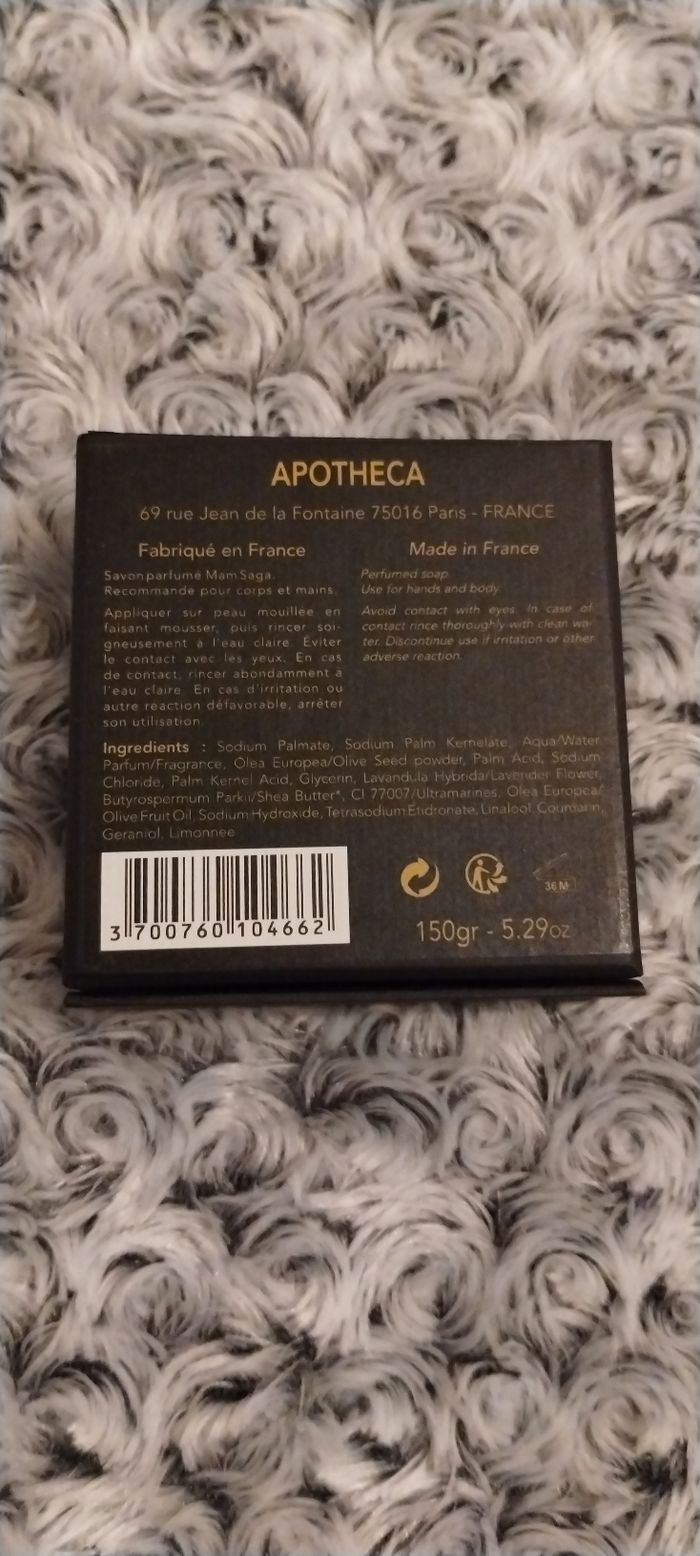 APOTHECA
69 rue Jean de la Fontaine 75016 Paris - FRANCE
Fabriqué en France
Savon parfumé Mam Saga.
Recommande pour corps et mains.
Appliquer sur peau mouillée en
faisant mousser, puis rincer soi-
gneusement à l'eau claire. Éviter
le contact avec les yeux. En cas
de contact, rincer abondamment a
l'eau claire. En cas d'irritation ou
autre réaction défavorable, arrêter
son utilisation.
Made in France
Perfumed soap.
Use for hands and body.
Avoid contact with eyes. In case of
contact rince thoroughly with clean wa-
ter. Discontinue use if irritation or other
adverse reaction.
Ingredients : Sodium Palmate, Sodium Palm Kernelate, Aqua/Water
Parfum/Fragrance, Olea Europea/Olive Seed powder, Palm Acid, Sodium
Chloride, Palm Kernel Acid, Glycerin, Lavandula Hybrida/Lavender Flower,
Butyrospermum Parkii/Shea Butter*, CI 77007/Ultramarines, Olea Europea/
Olive Fruit Oil, Sodium Hydroxide, Tetrasodium Etidronate, Linalool, Coumarin,
Geraniol, Limonnee
3 700760 104662
36 M
150gr - 5.29oz